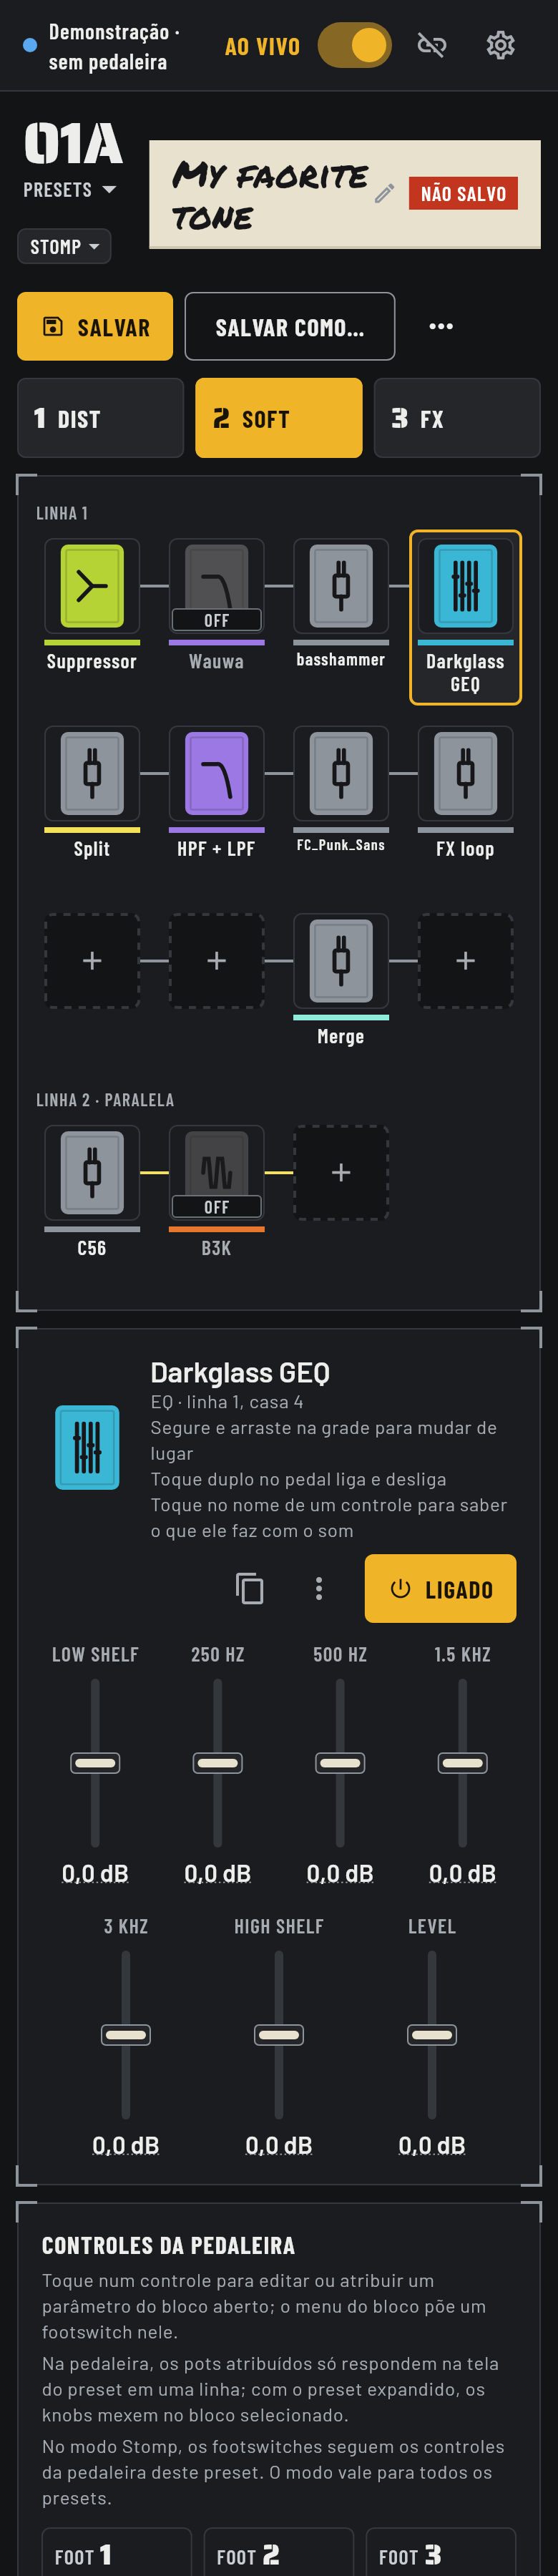 Demonstração ·
sem pedaleira
AO VIVO
01A
PRESETS
STOMP
My faorite
tone
NÃO SALVO
SALVAR
SALVAR COMO...
1 DIST
2 SOFT
3 FX
LINHA 1
Suppressor
OFF
Wauwa
basshammer
Darkglass
GEQ
Split
HPF + LPF
FC_Punk_Sans
FX loop
Merge
LINHA 2 · PARALELA
C56
OFF
B3K
Darkglass GEQ
EQ · linha 1, casa 4
Segure e arraste na grade para mudar de
lugar
Toque duplo no pedal liga e desliga
Toque no nome de um controle para saber
o que ele faz com o som
LIGADO
LOW SHELF 250 HZ 500 HZ 1.5 KHZ
0,0 dB 0,0 dB 0,0 dB 0,0 dB
3 KHZ HIGH SHELF LEVEL
0,0 dB 0,0 dB 0,0 dB
CONTROLES DA PEDALEIRA
Toque num controle para editar ou atribuir um
parâmetro do bloco aberto; o menu do bloco põe um
footswitch nele.
Na pedaleira, os pots atribuídos só respondem na tela
do preset em uma linha; com o preset expandido, os
knobs mexem no bloco selecionado.
No modo Stomp, os footswitches seguem os controles
da pedaleira deste preset. O modo vale para todos os
presets.
FOOT 1 FOOT 2 FOOT 3